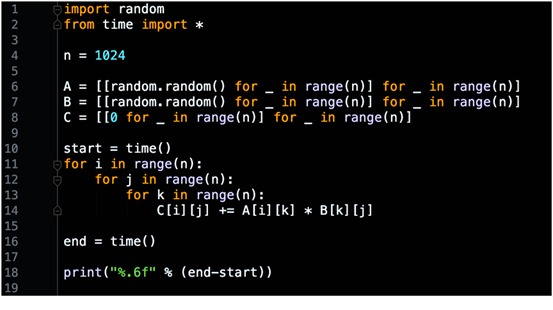 1 import random
2 from time import *
3
4 n = 1024
5
6 A = [[random.random() for _ in range(n)] for _ in range(n)]
7 B = [[random.random() for _ in range(n)] for _ in range(n)]
8 C = [[0 for _ in range(n)] for _ in range(n)]
9
10 start = time()
11 for i in range(n):
12     for j in range(n):
13         for k in range(n):
14             C[i][j] += A[i][k] * B[k][j]
15
16 end = time()
17
18 print("%.6f" % (end-start))
19